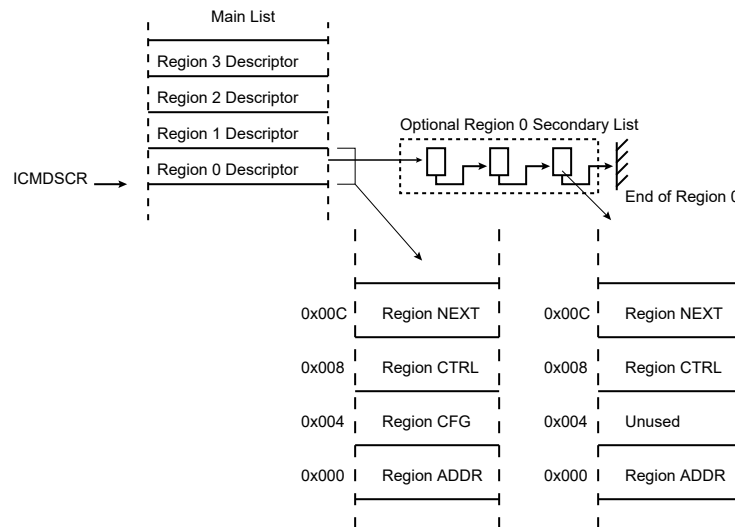 Main List
Region 3 Descriptor
Region 2 Descriptor
Region 1 Descriptor
Optional Region 0 Secondary List
Region 0 Descriptor
ICMDSCR
End of Region 0
0x00C Region NEXT 0x00C Region NEXT
0x008 Region CTRL 0x008 Region CTRL
0x004 Region CFG 0x004 Unused
0x000 Region ADDR 0x000 Region ADDR